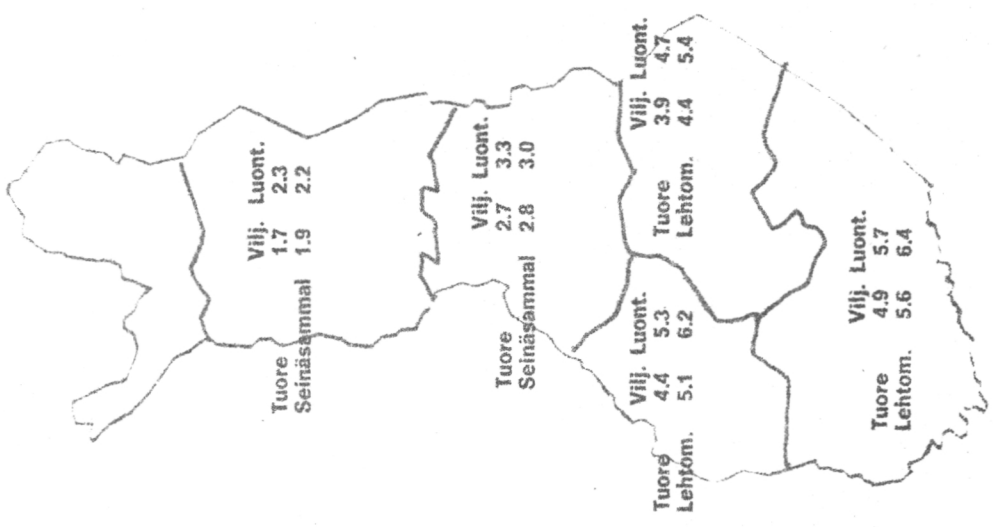 Vilj. Luont.
Tuore 1.7 2.3
Seinäsammal 1.9 2.2
Vilj. Luont.
Tuore 2.7 3.3
Seinäsammal 2.8 3.0
Vilj. Luont.
Tuore 4.4 5.3
Lehtom. 5.1 6.2
Vilj. Luont.
Tuore 3.9 4.7
Lehtom. 4.4 5.4
Vilj. Luont.
Tuore 4.9 5.7
Lehtom. 5.6 6.4